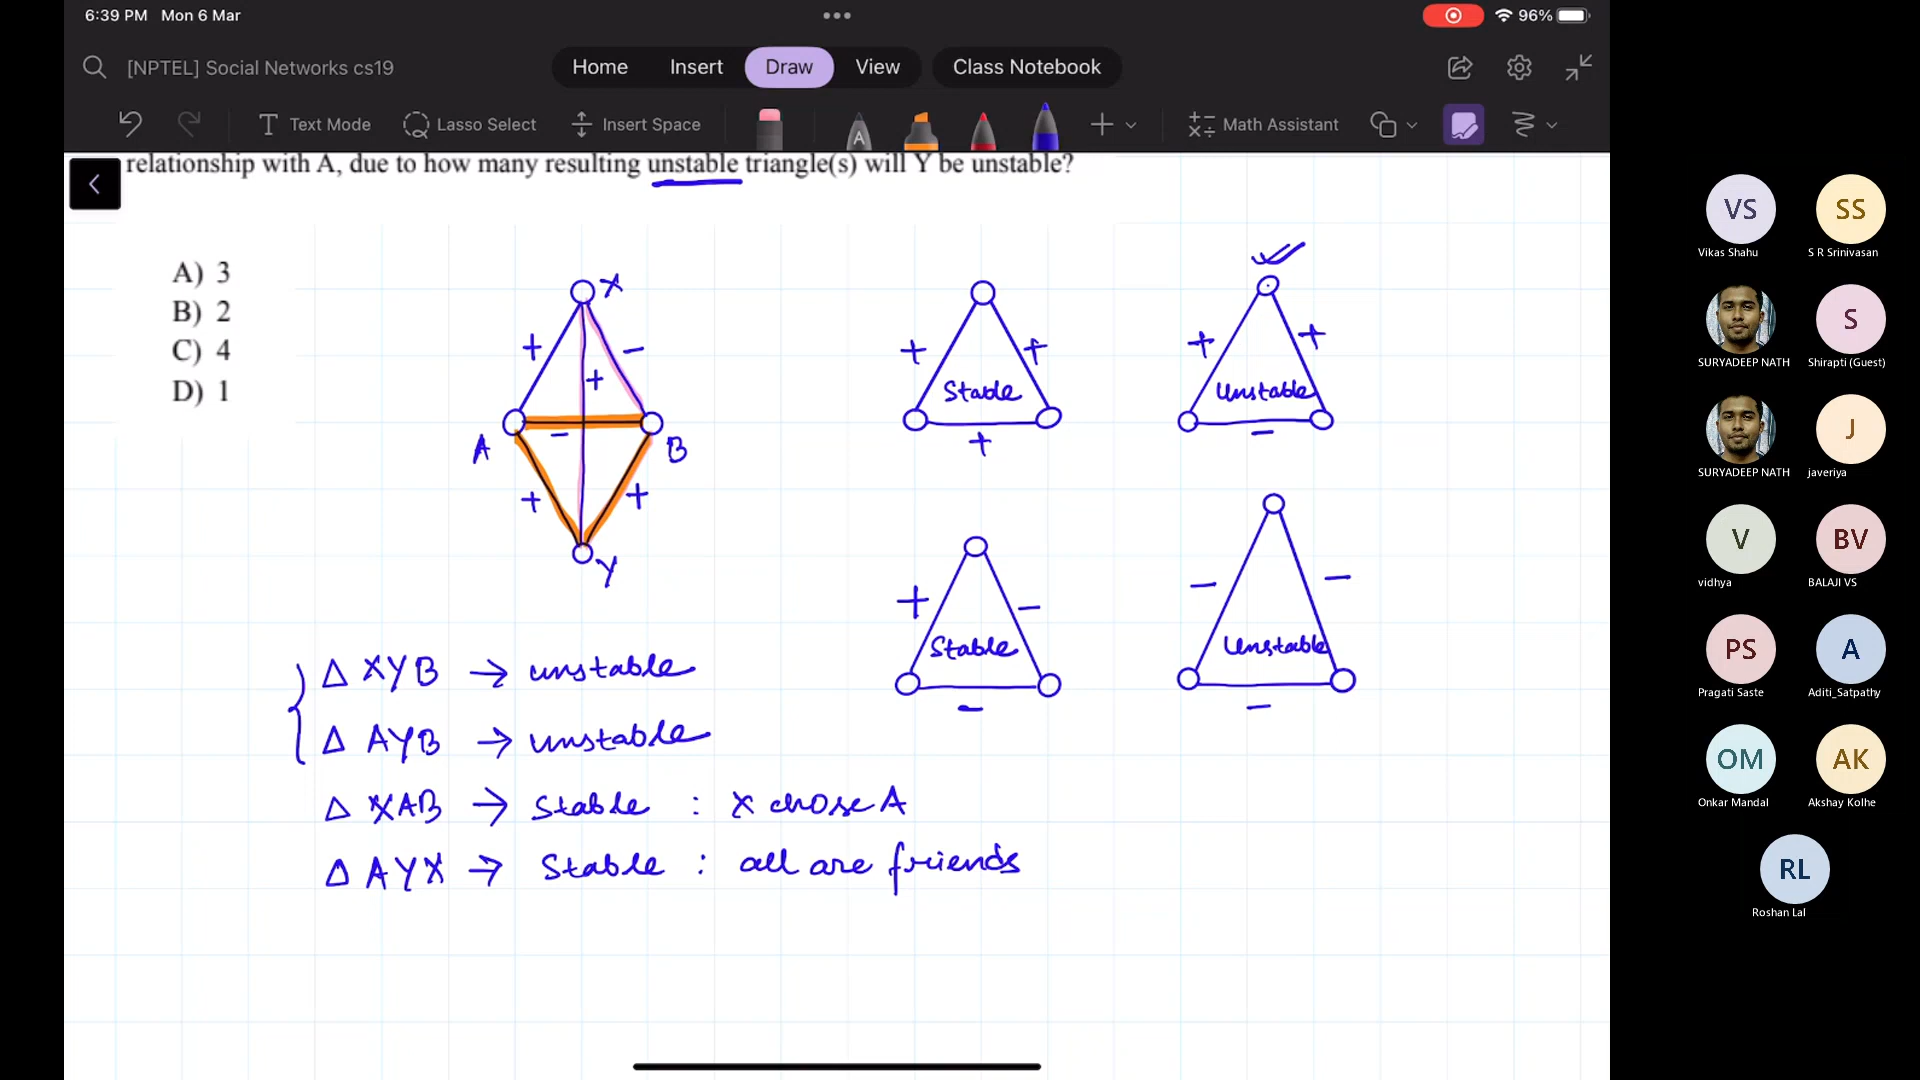 6:39 PM Mon 6 Mar
96%
[NPTEL] Social Networks cs19
Home Insert Draw View Class Notebook
Text Mode Lasso Select Insert Space A Math Assistant
relationship with A, due to how many resulting unstable triangle(s) will Y be unstable?
A) 3
B) 2
C) 4
D) 1
X
+ −
+
A − B
+ +
Y
+ +
Stable
+
+ +
Unstable
−
+ −
Stable
−
− −
Unstable
−
Δ XYB → unstable
Δ AYB → unstable
Δ XAB → Stable : X chose A
Δ AYX → Stable : all are friends
VS SS
Vikas Shahu S R Srinivasan
S
SURYADEEP NATH Shirapti (Guest)
J
SURYADEEP NATH javeriya
V BV
vidhya BALAJI VS
PS A
Pragati Saste Aditi_Satpathy
OM AK
Onkar Mandal Akshay Kolhe
RL
Roshan Lal